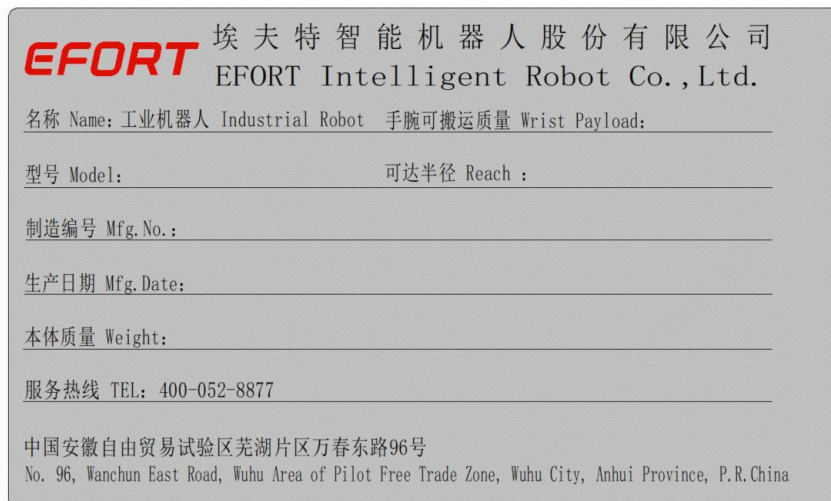 EFORT 埃夫特智能机器人股份有限公司
EFORT Intelligent Robot Co.,Ltd.
名称 Name: 工业机器人 Industrial Robot 手腕可搬运质量 Wrist Payload:
型号 Model: 可达半径 Reach :
制造编号 Mfg.No.:
生产日期 Mfg.Date:
本体质量 Weight:
服务热线 TEL: 400-052-8877
中国安徽自由贸易试验区芜湖片区万春东路96号
No. 96, Wanchun East Road, Wuhu Area of Pilot Free Trade Zone, Wuhu City, Anhui Province, P.R.China